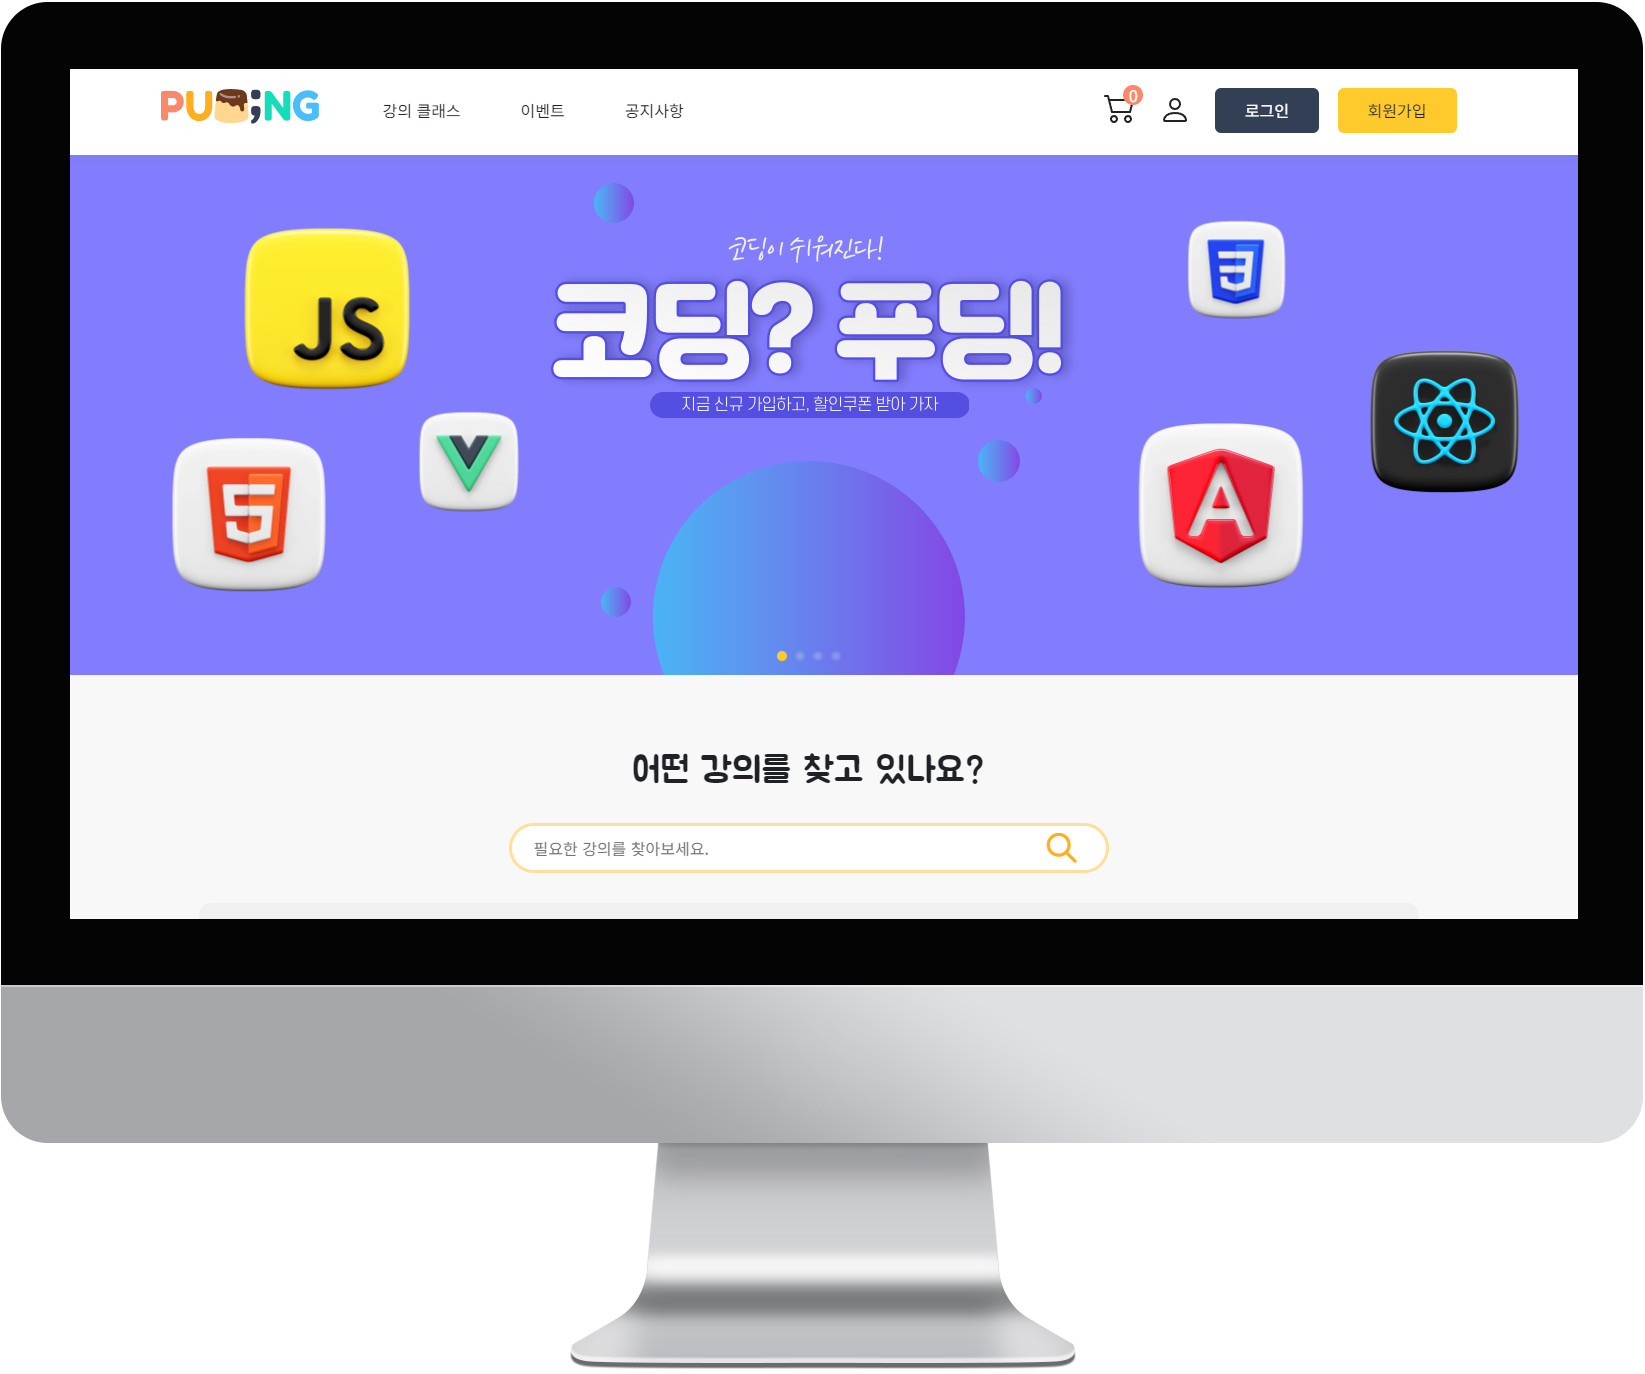 PUDDING
강의 클래스
이벤트
공지사항
0
로그인
회원가입
코딩이 쉬워진다!
코딩? 푸딩!
지금 신규 가입하고, 할인쿠폰 받아 가자
JS
3
5
A
어떤 강의를 찾고 있나요?
필요한 강의를 찾아보세요.